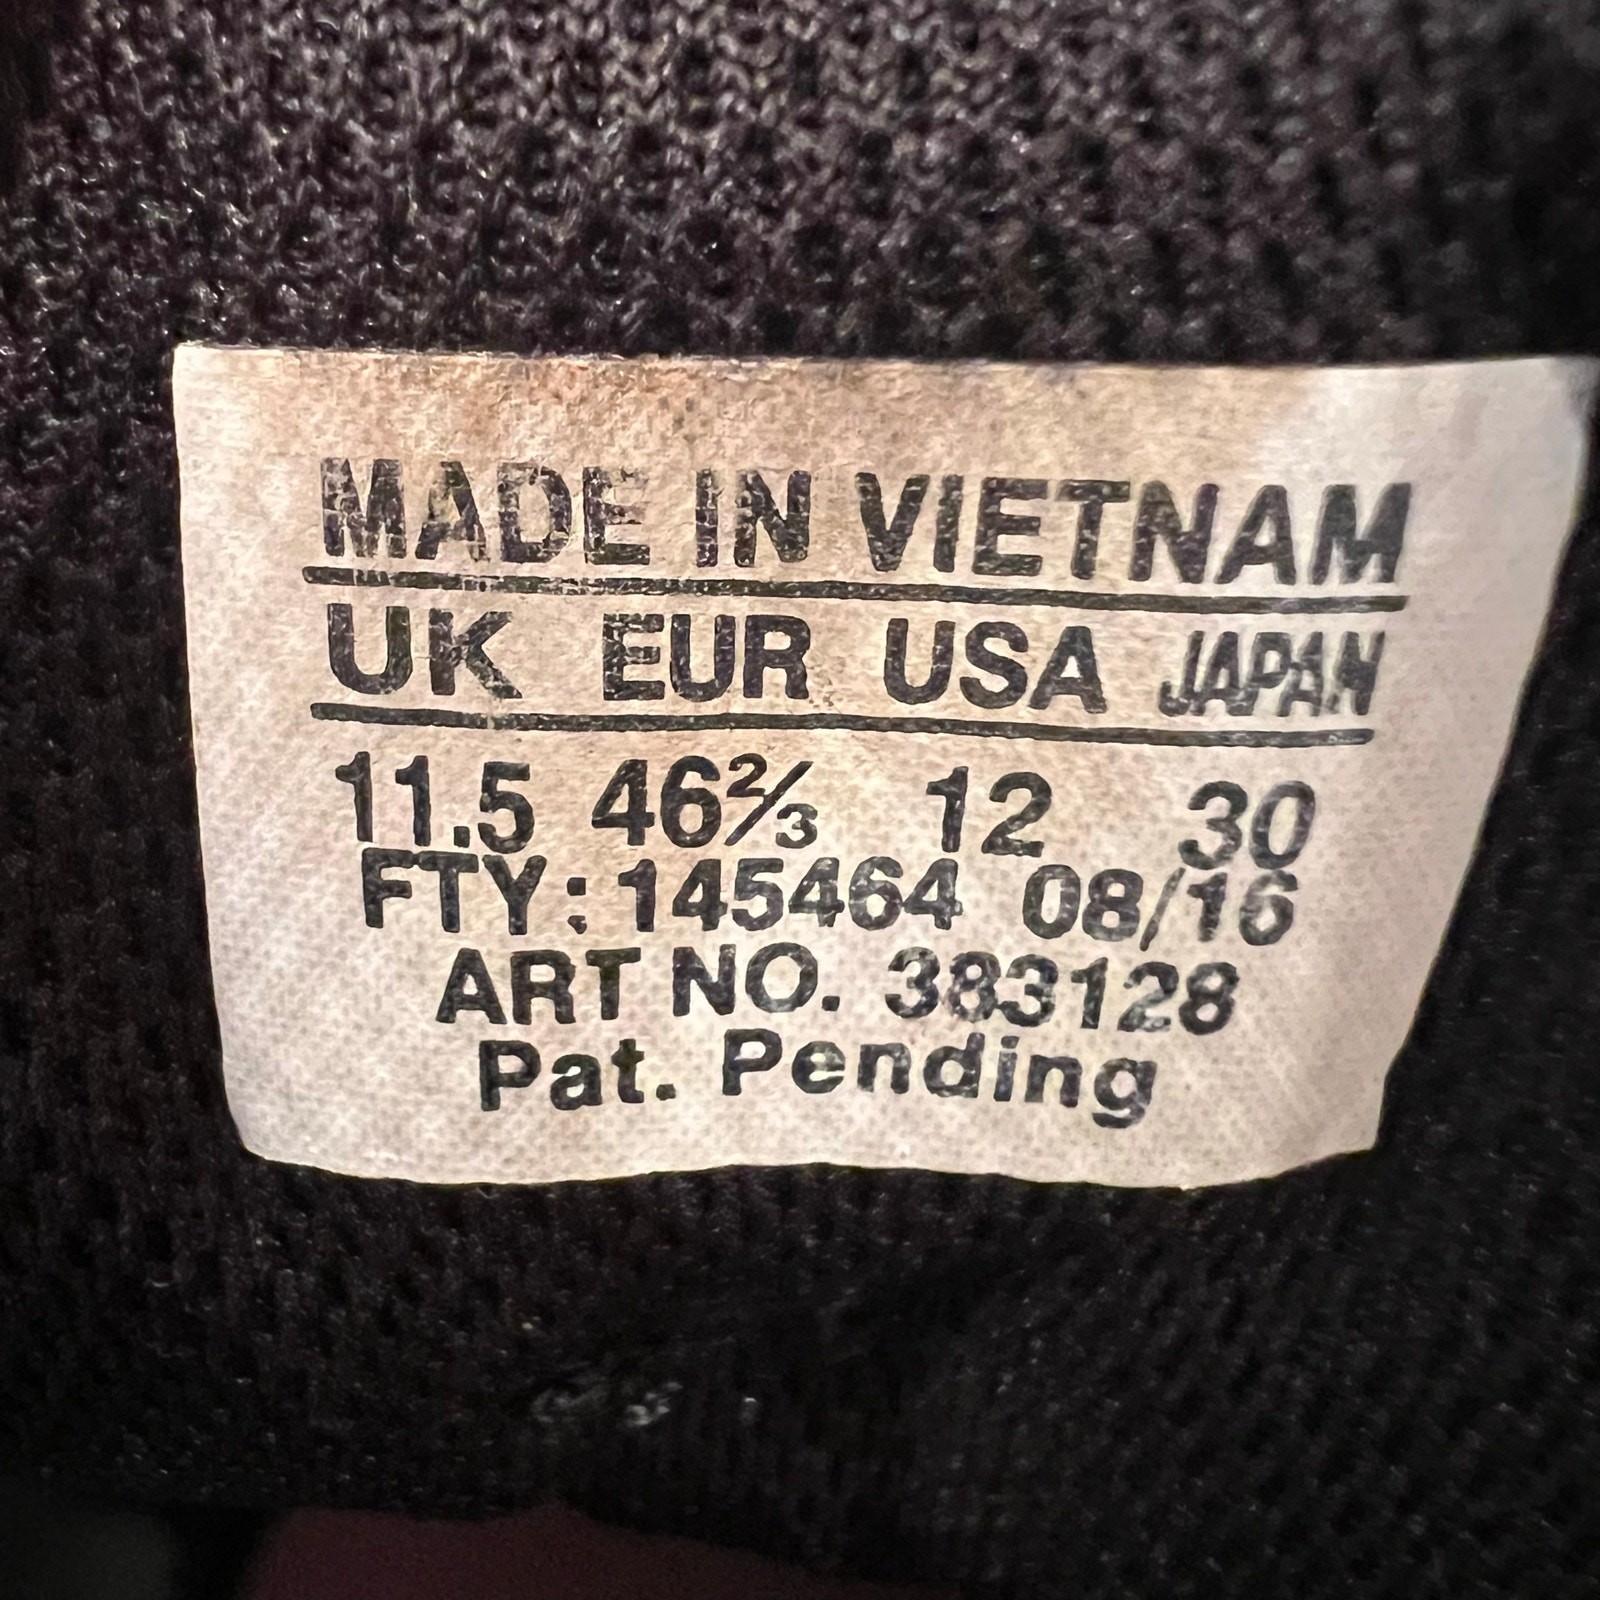 MADE IN VIETNAM
UK EUR USA JAPAN
11.5 46⅔ 12 30
FTY: 145464 08/16
ART NO. 383128
Pat. Pending